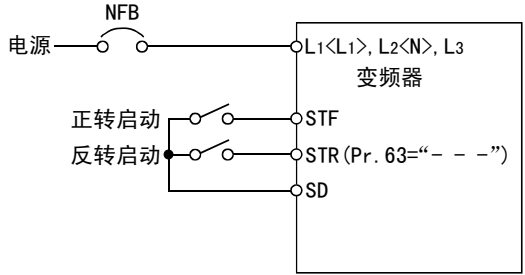 NFB
电源 L1<L1>, L2<N>, L3
变频器
正转启动 STF
反转启动 STR(Pr. 63=“- - -”)
SD